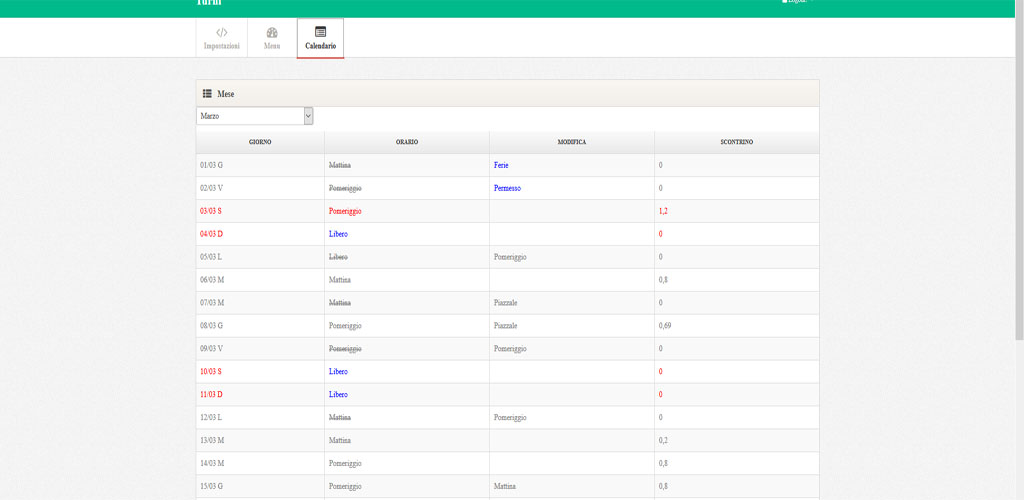 Turni
Logout
Impostazioni Menu Calendario
Mese
Marzo
GIORNO ORARIO MODIFICA SCONTRINO
01/03 G Mattina Ferie 0
02/03 V Pomeriggio Permesso 0
03/03 S Pomeriggio 1,2
04/03 D Libero 0
05/03 L Libero Pomeriggio 0
06/03 M Mattina 0,8
07/03 M Mattina Piazzale 0
08/03 G Pomeriggio Piazzale 0,69
09/03 V Pomeriggio Pomeriggio 0
10/03 S Libero 0
11/03 D Libero 0
12/03 L Mattina Pomeriggio 0
13/03 M Mattina 0,2
14/03 M Pomeriggio 0,8
15/03 G Pomeriggio Mattina 0,8